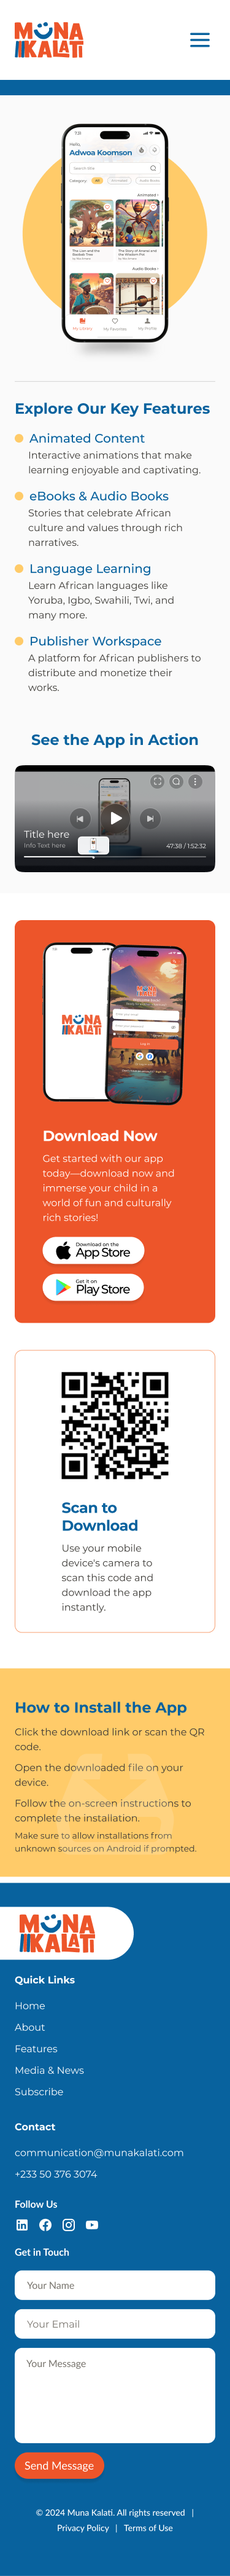 MUNA
KALATI
Hello,
Adwoa Koomson
Search title
Category:
All
Animated
Audio Books
Animated
The Lion and the
Baobab Tree
The Story of Ananse and
the Wisdom Pot
Audio Books
My Library
My Favorites
My Profile
Explore Our Key Features
Animated Content
Interactive animations that make
learning enjoyable and captivating.
eBooks & Audio Books
Stories that celebrate African
culture and values through rich
narratives.
Language Learning
Learn African languages like
Yoruba, Igbo, Swahili, Twi, and
many more.
Publisher Workspace
A platform for African publishers to
distribute and monetize their
works.
See the App in Action
Title here
Info Text here
47:38 / 1:52:32
MUNA
KALATI
MUNA
KALATI
Log in
Download Now
Get started with our app
today—download now and
immerse your child in a
world of fun and culturally
rich stories!
Download on the
App Store
Get it on
Play Store
Scan to
Download
Use your mobile
device's camera to
scan this code and
download the app
instantly.
How to Install the App
Click the download link or scan the QR
code.
Open the downloaded file on your
device.
Follow the on-screen instructions to
complete the installation.
Make sure to allow installations from
unknown sources on Android if prompted.
MUNA
KALATI
Quick Links
Home
About
Features
Media & News
Subscribe
Contact
communication@munakalati.com
+233 50 376 3074
Follow Us
Get in Touch
Your Name
Your Email
Your Message
Send Message
© 2024 Muna Kalati. All rights reserved |
Privacy Policy | Terms of Use